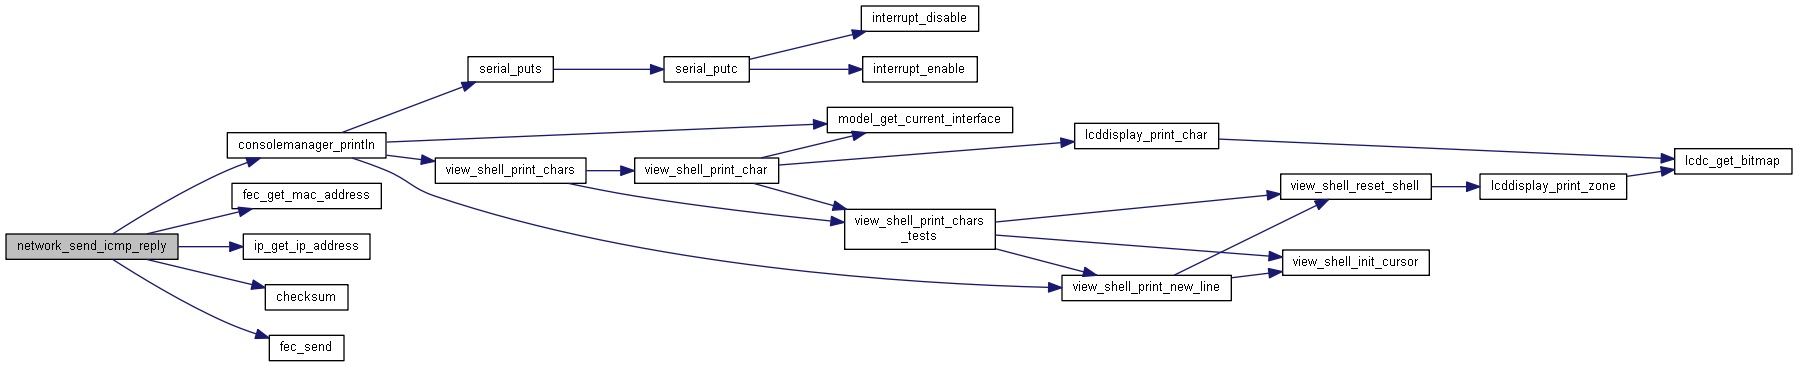 network_send_icmp_reply
consolemanager_println
fec_get_mac_address
ip_get_ip_address
checksum
fec_send
serial_puts
view_shell_print_chars
serial_putc
view_shell_print_char
interrupt_disable
interrupt_enable
model_get_current_interface
view_shell_print_chars
_tests
lcddisplay_print_char
view_shell_print_new_line
view_shell_reset_shell
view_shell_init_cursor
lcddisplay_print_zone
lcdc_get_bitmap